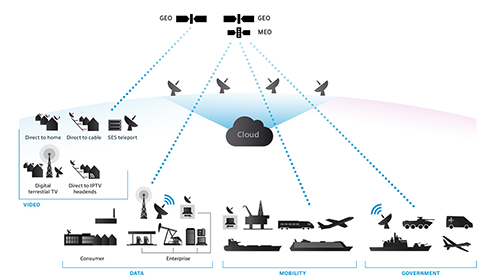 GEO
GEO
MEO
Cloud
Direct to home
Direct to cable
SES teleport
Digital
terrestial TV
Direct to IPTV
headends
VIDEO
Consumer
Enterprise
DATA
MOBILITY
GOVERNMENT